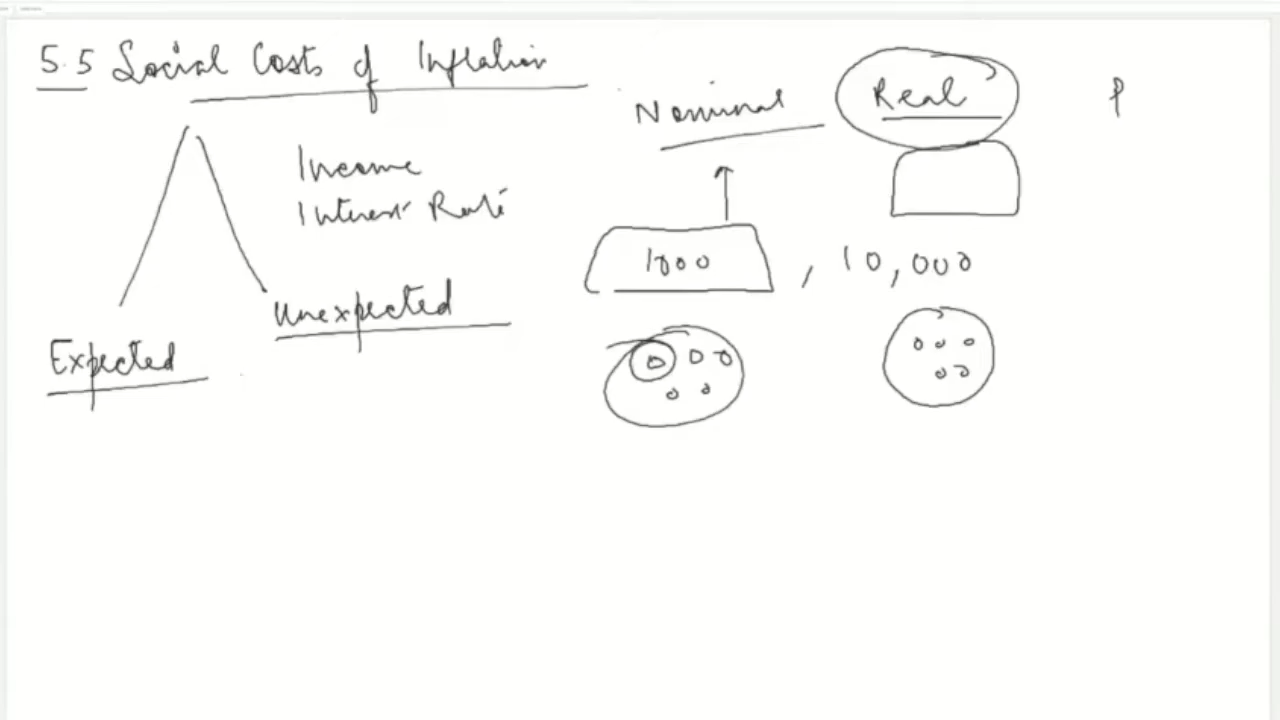 5.5 Social Costs of Inflation
Nominal Real P
Income
Interest Rate
1000, 10,000
Unexpected
Expected